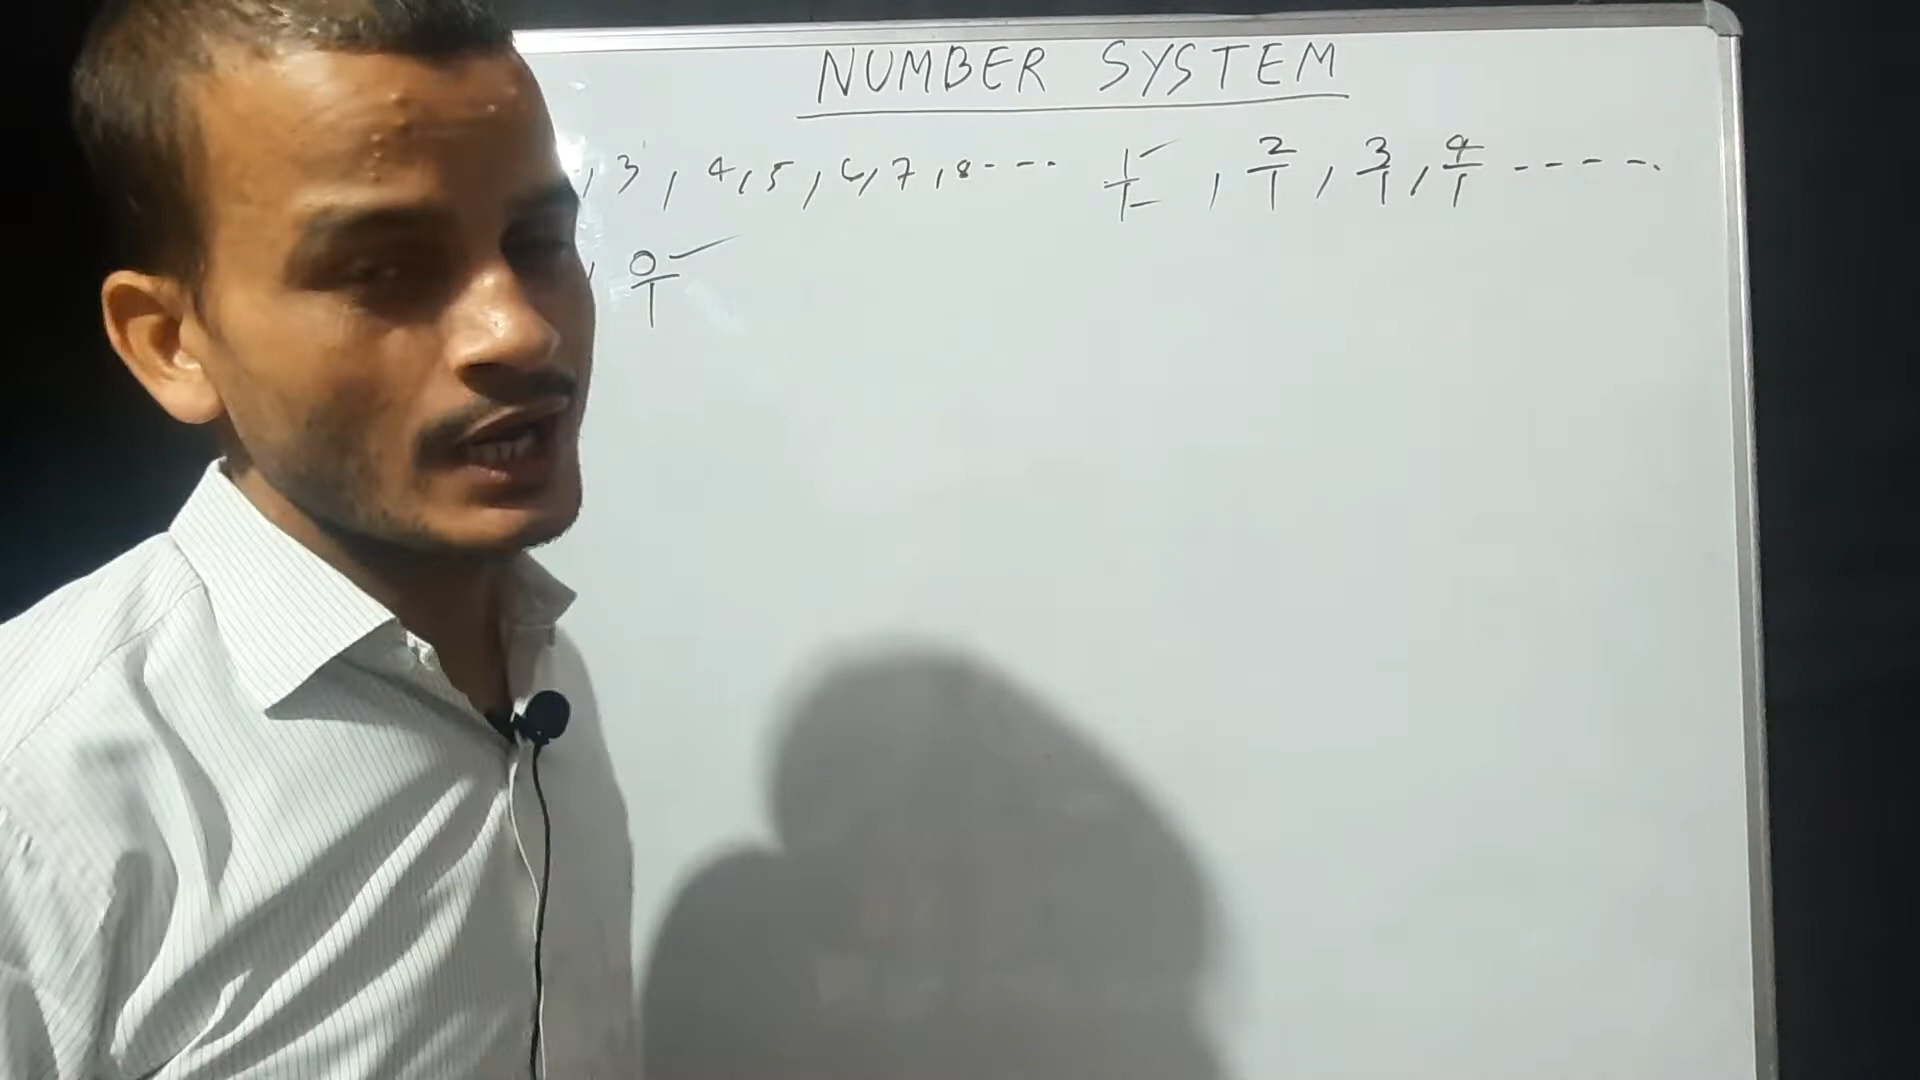 NUMBER SYSTEM
, 3, 4, 5, 6, 7, 8 - - - - 1/1, 2/1, 3/1, 4/1 - - - - -
0/1